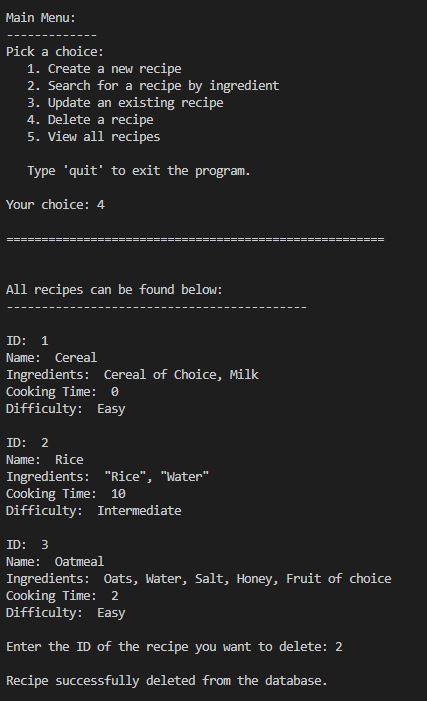 Main Menu:
-------------
Pick a choice:
   1. Create a new recipe
   2. Search for a recipe by ingredient
   3. Update an existing recipe
   4. Delete a recipe
   5. View all recipes

   Type 'quit' to exit the program.

Your choice: 4

======================================================

All recipes can be found below:
-------------------------------------------

ID:  1
Name:  Cereal
Ingredients:  Cereal of Choice, Milk
Cooking Time:  0
Difficulty:  Easy

ID:  2
Name:  Rice
Ingredients:  "Rice", "Water"
Cooking Time:  10
Difficulty:  Intermediate

ID:  3
Name:  Oatmeal
Ingredients:  Oats, Water, Salt, Honey, Fruit of choice
Cooking Time:  2
Difficulty:  Easy

Enter the ID of the recipe you want to delete: 2

Recipe successfully deleted from the database.